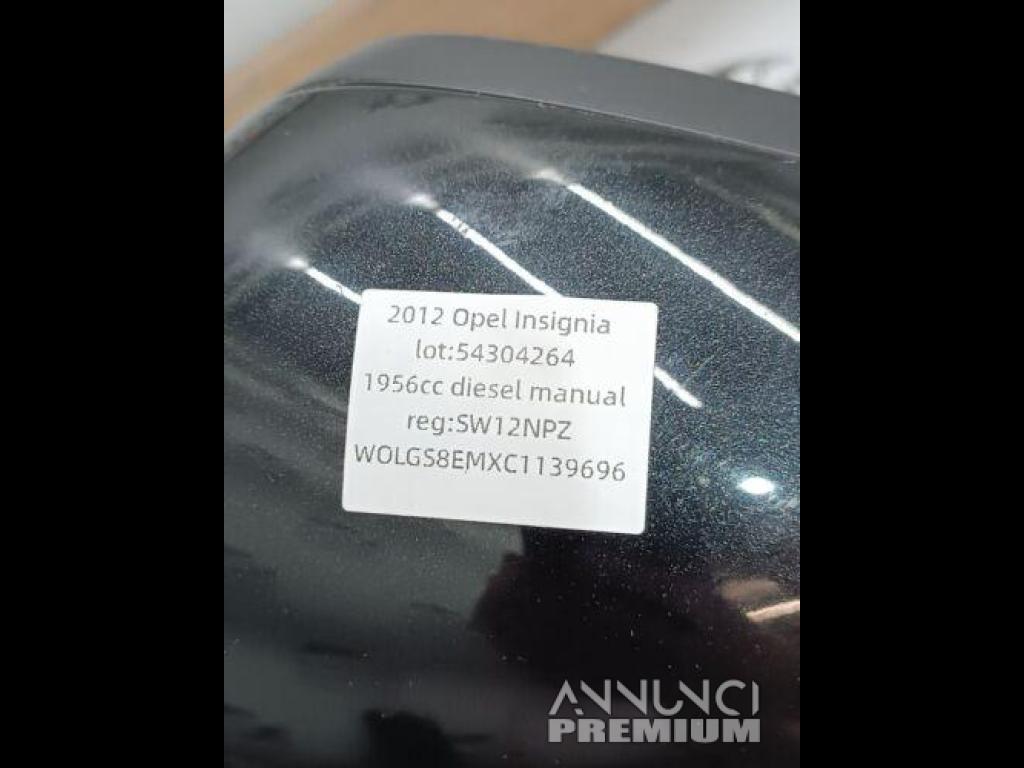 2012 Opel Insignia
lot:54304264
1956cc diesel manual
reg:SW12NPZ
WOLGS8EMXC1139696
ANNUNCI
PREMIUM